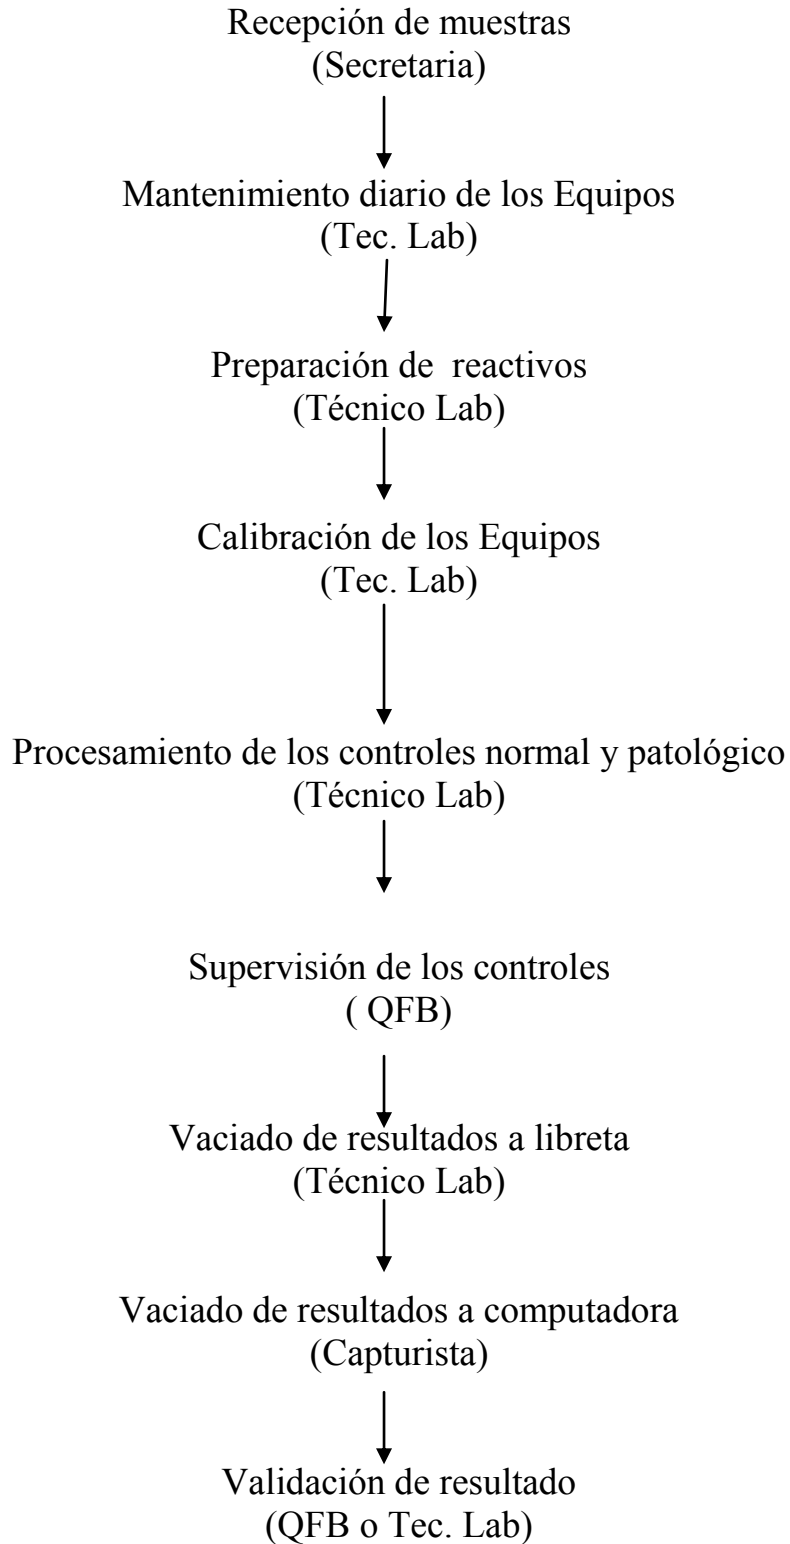 Recepción de muestras
(Secretaria)
Mantenimiento diario de los Equipos
(Tec. Lab)
Preparación de  reactivos
(Técnico Lab)
Calibración de los Equipos
(Tec. Lab)
Procesamiento de los controles normal y patológico
(Técnico Lab)
Supervisión de los controles
( QFB)
Vaciado de resultados a libreta
(Técnico Lab)
Vaciado de resultados a computadora
(Capturista)
Validación de resultado
(QFB o Tec. Lab)